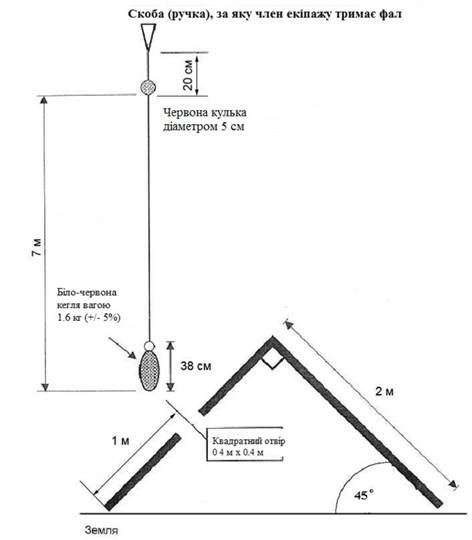 Скоба (ручка), за яку член екіпажу тримає фал
20 см
Червона кулька
діаметром 5 см
7 м
Біло-червона
кегля вагою
1.6 кг (+/- 5%)
38 см
2 м
1 м
Квадратний отвір
0 4 м х 0.4 м
45°
Земля